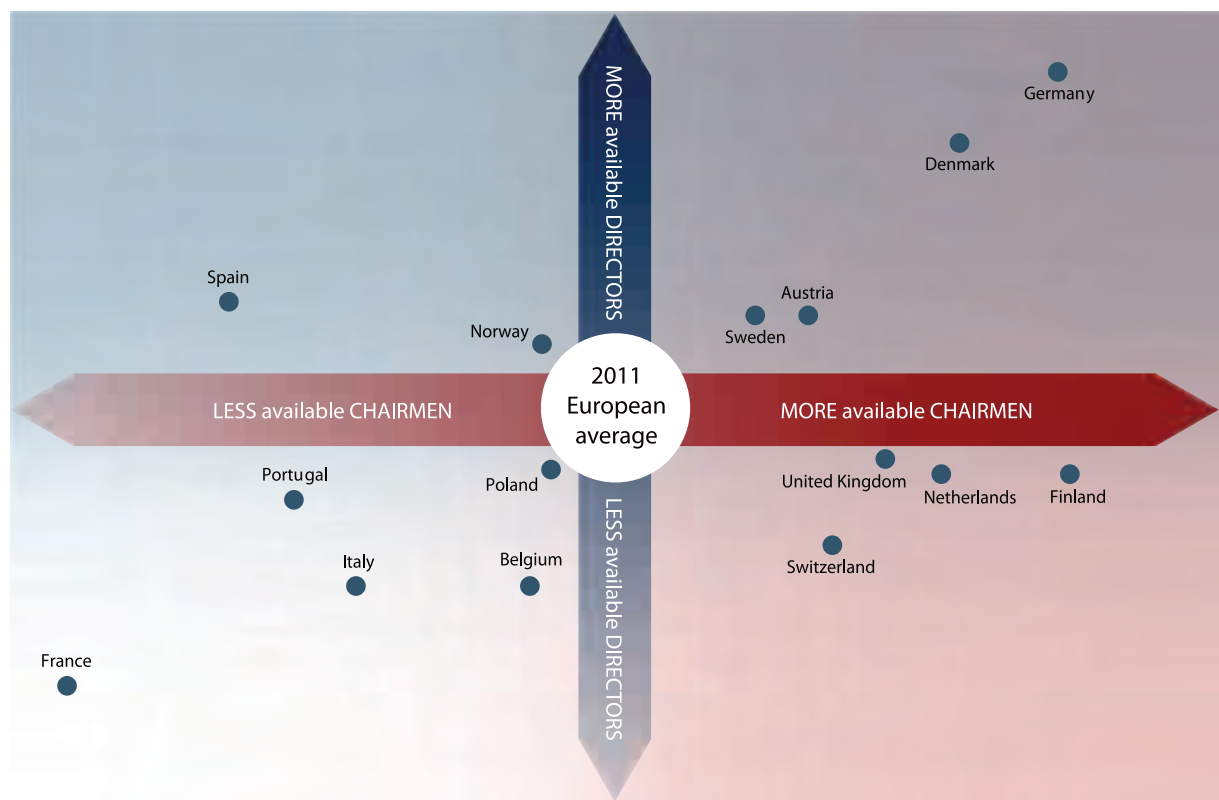 MORE available DIRECTORS
Germany
Denmark
Spain
Austria
Norway
Sweden
2011
European
average
LESS available CHAIRMEN
MORE available CHAIRMEN
Portugal
Poland
United Kingdom
Netherlands
Finland
Italy
Belgium
Switzerland
LESS available DIRECTORS
France